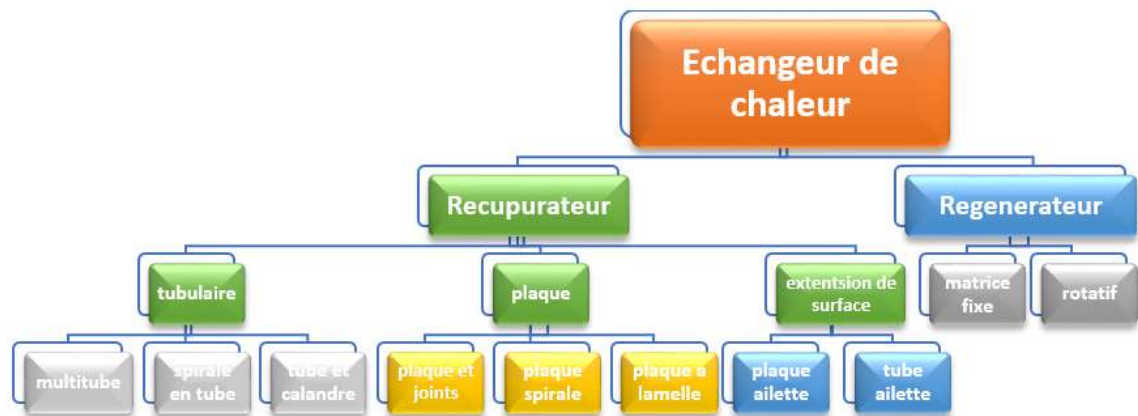 Echangeur de
chaleur
Recupurateur
Regenerateur
tubulaire
plaque
extentsion de
surface
matrice
fixe
rotatif
multitube
spirale
en tube
tube et
calandre
plaque et
joints
plaque
spirale
plaque a
lamelle
plaque
ailette
tube
ailette